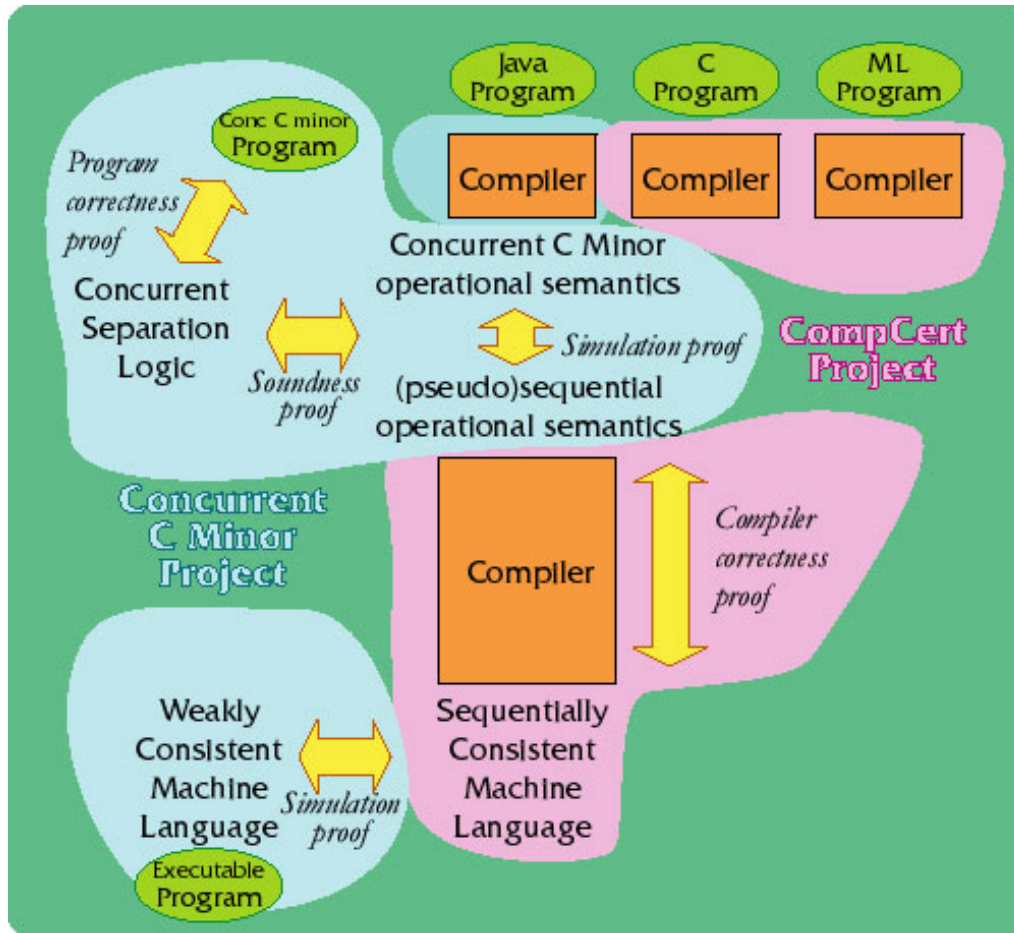 Java
Program
C
Program
ML
Program
Conc C minor
Program
Compiler
Compiler
Compiler
Program
correctness
proof
Concurrent C Minor
operational semantics
Concurrent
Separation
Logic
Soundness
proof
Simulation proof
CompCert
Project
(pseudo)sequential
operational semantics
Concurrent
C Minor
Project
Compiler
Compiler
correctness
proof
Weakly
Consistent
Machine
Language
Simulation
proof
Sequentially
Consistent
Machine
Language
Executable
Program